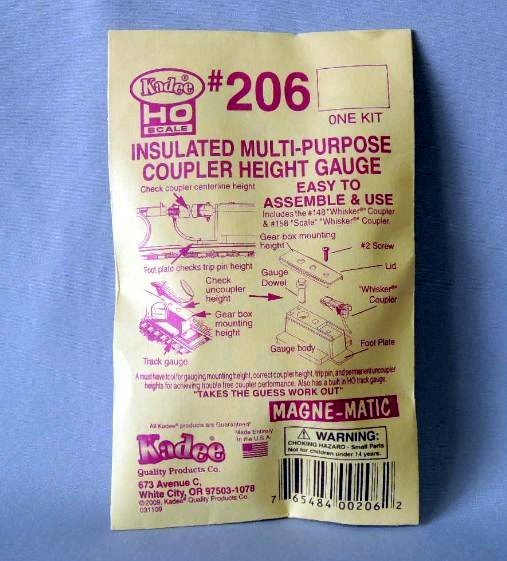 Kadee®
HO
SCALE
#206
ONE KIT
INSULATED MULTI-PURPOSE
COUPLER HEIGHT GAUGE
Check coupler centerline height
EASY TO
ASSEMBLE & USE
Includes the #148 "Whisker®" Coupler
& #158 "Scale" "Whisker®" Coupler.
Gear box mounting
height
#2 Screw
Lid
Foot plate checks trip pin height
Gauge
Dowel
Check
uncoupler
height
"Whisker®"
Coupler
Gear box
mounting
height
Track gauge
Gauge body
Foot Plate
A must have tool for gauging mounting height, correct coupler height, trip pin, and permanent uncoupler
heights for achieving trouble free coupler performance. Also has a built in HO track gauge.
"TAKES THE GUESS WORK OUT"
MAGNE-MATIC
All Kadee® products are Guaranteed
Made Entirely
in the U.S.A.
Kadee®
Quality Products Co.
673 Avenue C,
White City, OR 97503-1078
©2009, Kadee® Quality Products Co.
031109
WARNING:
CHOKING HAZARD - Small Parts
Not for children under 14 years.
7 65484 00206 2